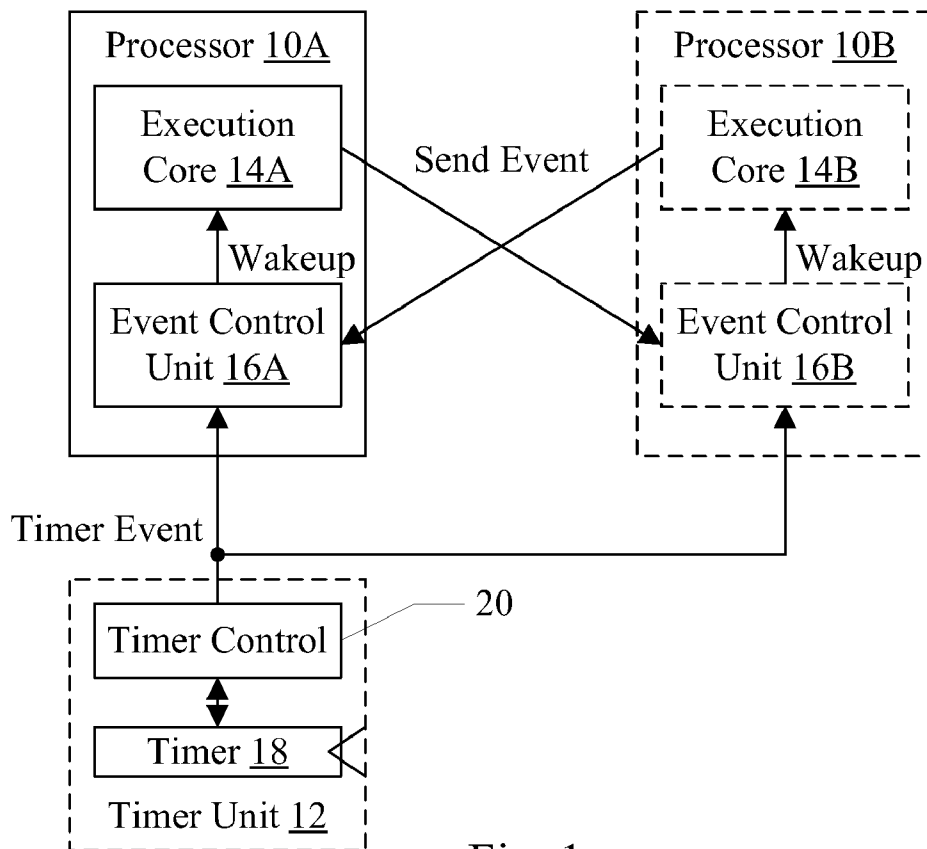 Processor 10A
Processor 10B
Execution
Core 14A
Send Event
Execution
Core 14B
Wakeup
Wakeup
Event Control
Unit 16A
Event Control
Unit 16B
Timer Event
20
Timer Control
Timer 18
Timer Unit 12